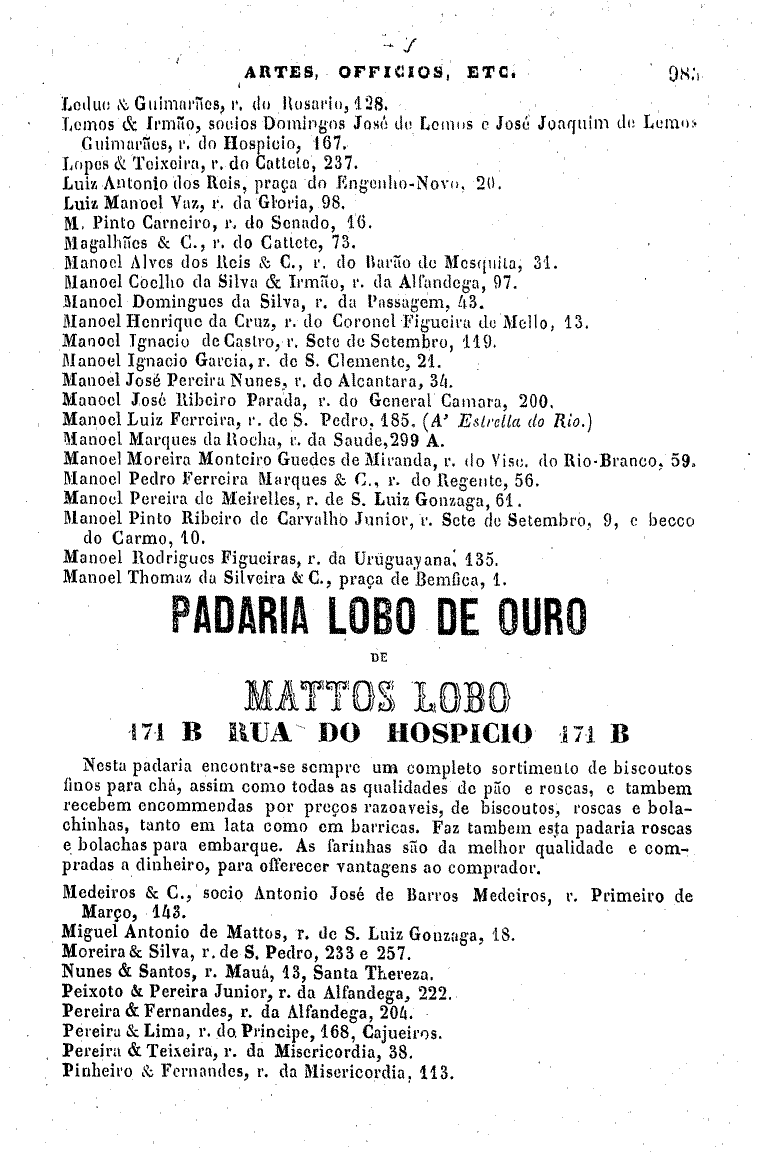 ARTES, OFFICIOS, ETC. 985
Leduc & Guimarães, r. do Rosario, 128.
Lemos & Irmão, socios Domingos José de Lemos e José Joaquim de Lemos
Guimarães, r. do Hospicio, 167.
Lopes & Teixeira, r. do Cattete, 237.
Luiz Antonio dos Reis, praça do Engenho-Novo, 20.
Luiz Manoel Vaz, r. da Gloria, 98.
M. Pinto Carneiro, r. do Senado, 16.
Magalhães & C., r. do Cattete, 73.
Manoel Alves dos Reis & C., r. do Barão de Mesquita, 31.
Manoel Coelho da Silva & Irmão, r. da Alfandega, 97.
Manoel Domingues da Silva, r. da Passagem, 43.
Manoel Henrique da Cruz, r. do Coronel Figueira de Mello, 13.
Manoel Ignacio de Castro, r. Sete de Setembro, 119.
Manoel Ignacio Garcia, r. de S. Clemente, 21.
Manoel José Pereira Nunes, r. do Alcantara, 34.
Manoel José Ribeiro Parada, r. do General Camara, 200.
Manoel Luiz Ferreira, r. de S. Pedro, 185. (A' Estrella do Rio.)
Manoel Marques da Rocha, r. da Saude, 299 A.
Manoel Moreira Monteiro Guedes de Miranda, r. do Visc. do Rio-Branco, 59.
Manoel Pedro Ferreira Marques & C., r. do Regente, 56.
Manoel Pereira de Meirelles, r. de S. Luiz Gonzaga, 61.
Manoel Pinto Ribeiro de Carvalho Junior, r. Sete de Setembro, 9, e becco
do Carmo, 10.
Manoel Rodrigues Figueiras, r. da Uruguayana, 135.
Manoel Thomaz da Silveira & C., praça de Bemfica, 1.
PADARIA LOBO DE OURO
DE
MATTOS LOBO
171 B RUA DO HOSPICIO 171 B
Nesta padaria encontra-se sempre um completo sortimento de biscoutos
finos para chá, assim como todas as qualidades de pão e roscas, e tambem
recebem encommendas por preços razoaveis, de biscoutos, roscas e bola-
chinhas, tanto em lata como em barricas. Faz tambem esta padaria roscas
e bolachas para embarque. As farinhas são da melhor qualidade e com-
pradas a dinheiro, para offerecer vantagens ao comprador.
Medeiros & C., socio Antonio José de Barros Medeiros, r. Primeiro de
Março, 143.
Miguel Antonio de Mattos, r. de S. Luiz Gonzaga, 18.
Moreira & Silva, r. de S. Pedro, 233 e 257.
Nunes & Santos, r. Mauá, 13, Santa Thereza.
Peixoto & Pereira Junior, r. da Alfandega, 222.
Pereira & Fernandes, r. da Alfandega, 204.
Pereira & Lima, r. do Principe, 168, Cajueiros.
Pereira & Teixeira, r. da Misericordia, 38.
Pinheiro & Fernandes, r. da Misericordia, 113.